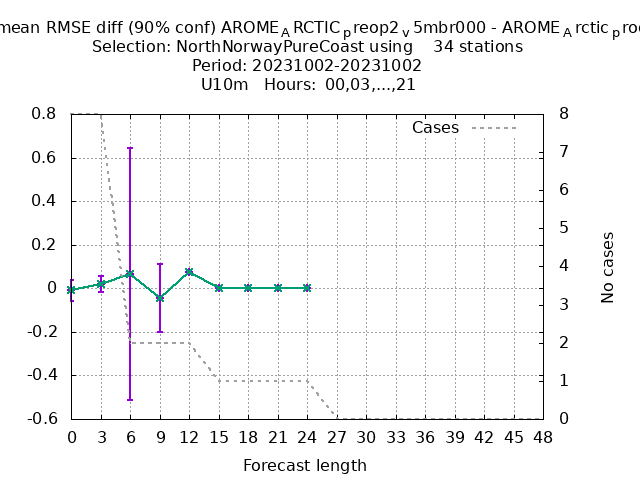 mean RMSE diff (90% conf) AROME_ARCTIC_preop2_v5mbr000 - AROME_Arctic_pro
Selection: NorthNorwayPureCoast using 34 stations
Period: 20231002-20231002
U10m Hours: 00,03,...,21
Cases
0.8
0.6
0.4
0.2
0
-0.2
-0.4
-0.6
8
7
6
5
4
3
2
1
0
No cases
0 3 6 9 12 15 18 21 24 27 30 33 36 39 42 45 48
Forecast length